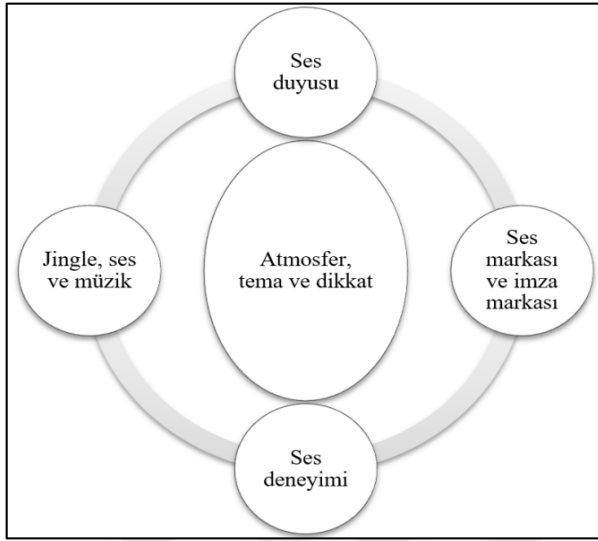 Ses
duyusu
Jingle, ses
ve müzik
Atmosfer,
tema ve dikkat
Ses
markası
ve imza
markası
Ses
deneyimi